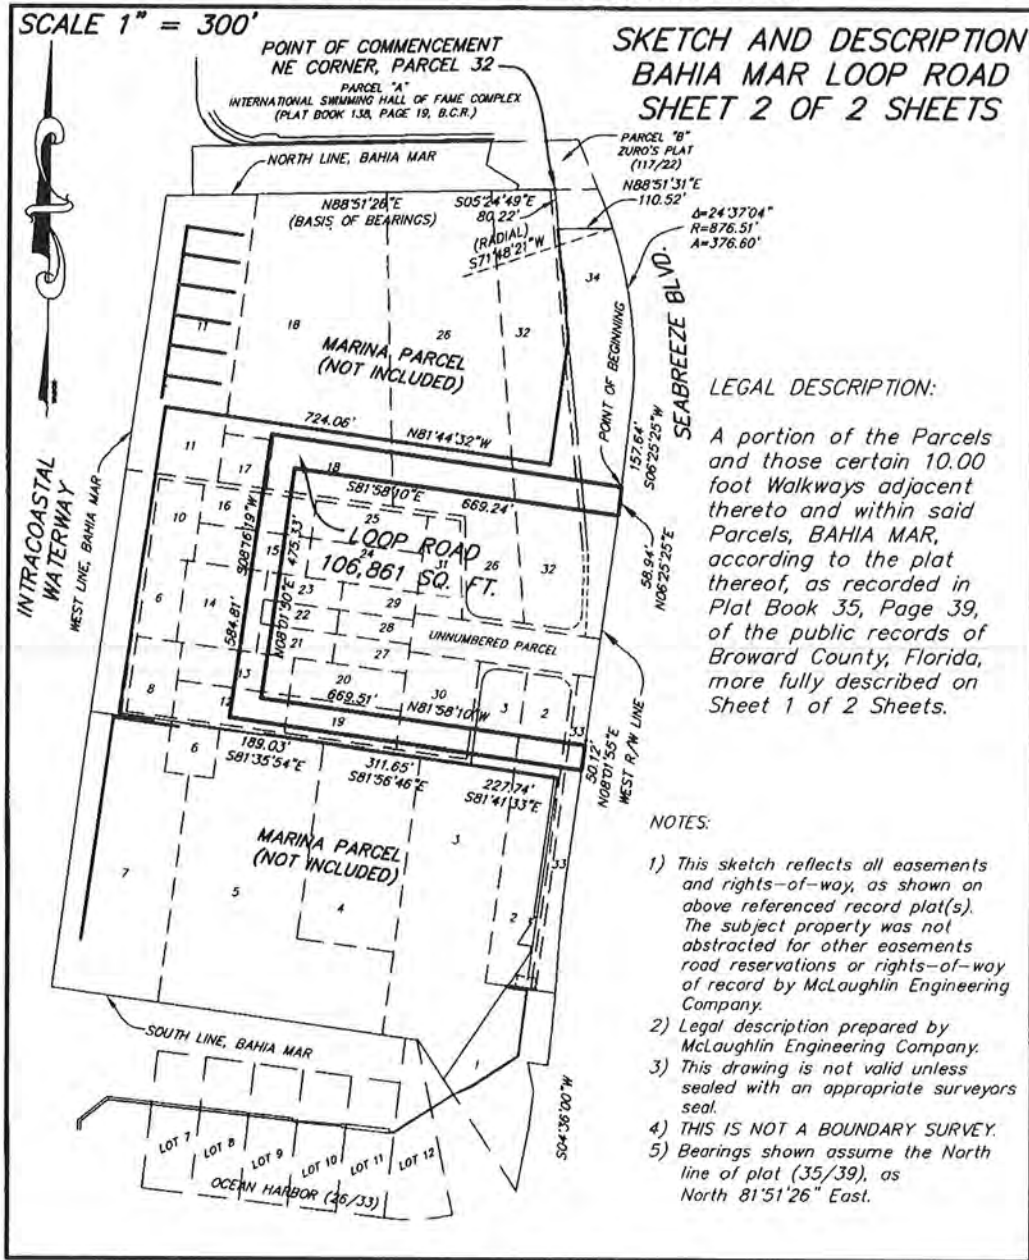 SCALE 1" = 300'
SKETCH AND DESCRIPTION
BAHIA MAR LOOP ROAD
SHEET 2 OF 2 SHEETS
POINT OF COMMENCEMENT
NE CORNER, PARCEL 32
PARCEL "A"
INTERNATIONAL SWIMMING HALL OF FAME COMPLEX
(PLAT BOOK 138, PAGE 19, B.C.R.)
PARCEL "B"
ZURO'S PLAT
(117/22)
NORTH LINE, BAHIA MAR
N88°51'26"E
(BASIS OF BEARINGS)
S05°24'49"E
80.22'
(RADIAL)
S71°48'21"W
N88°51'31"E
110.52'
Δ=24°37'04"
R=876.51'
A=376.60'
34
11
18
26
32
MARINA PARCEL
(NOT INCLUDED)
SEABREEZE BLVD.
POINT OF BEGINNING
157.64'
S06°25'25"W
58.94'
N06°25'25"E
724.06'
N81°44'32"W
11
17
18
S81°58'10"E
669.24'
INTRACOASTAL
WATERWAY
WEST LINE, BAHIA MAR
10
16
S08°16'19"W
584.81'
475.33'
N08°01'50"E
25
LOOP ROAD
106,861 SQ. FT.
24
31
26
32
15
6
14
23
29
22
28
21
27
UNNUMBERED PARCEL
13
20
8
12
669.51'
30
N81°58'10"W
3
2
33
19
50.12'
N08°01'55"E
WEST R/W LINE
189.03'
S81°35'54"E
311.65'
S81°56'46"E
227.74'
S81°41'33"E
6
MARINA PARCEL
(NOT INCLUDED)
3
33
7
5
4
2
1
SOUTH LINE, BAHIA MAR
S04°36'00"W
LOT 7
LOT 8
LOT 9
LOT 10
LOT 11
LOT 12
OCEAN HARBOR (26/33)
LEGAL DESCRIPTION:
A portion of the Parcels
and those certain 10.00
foot Walkways adjacent
thereto and within said
Parcels, BAHIA MAR,
according to the plat
thereof, as recorded in
Plat Book 35, Page 39,
of the public records of
Broward County, Florida,
more fully described on
Sheet 1 of 2 Sheets.
NOTES:
1) This sketch reflects all easements
and rights-of-way, as shown on
above referenced record plat(s).
The subject property was not
abstracted for other easements
road reservations or rights-of-way
of record by McLaughlin Engineering
Company.
2) Legal description prepared by
McLaughlin Engineering Company.
3) This drawing is not valid unless
sealed with an appropriate surveyors
seal.
4) THIS IS NOT A BOUNDARY SURVEY.
5) Bearings shown assume the North
line of plat (35/39), as
North 81°51'26" East.